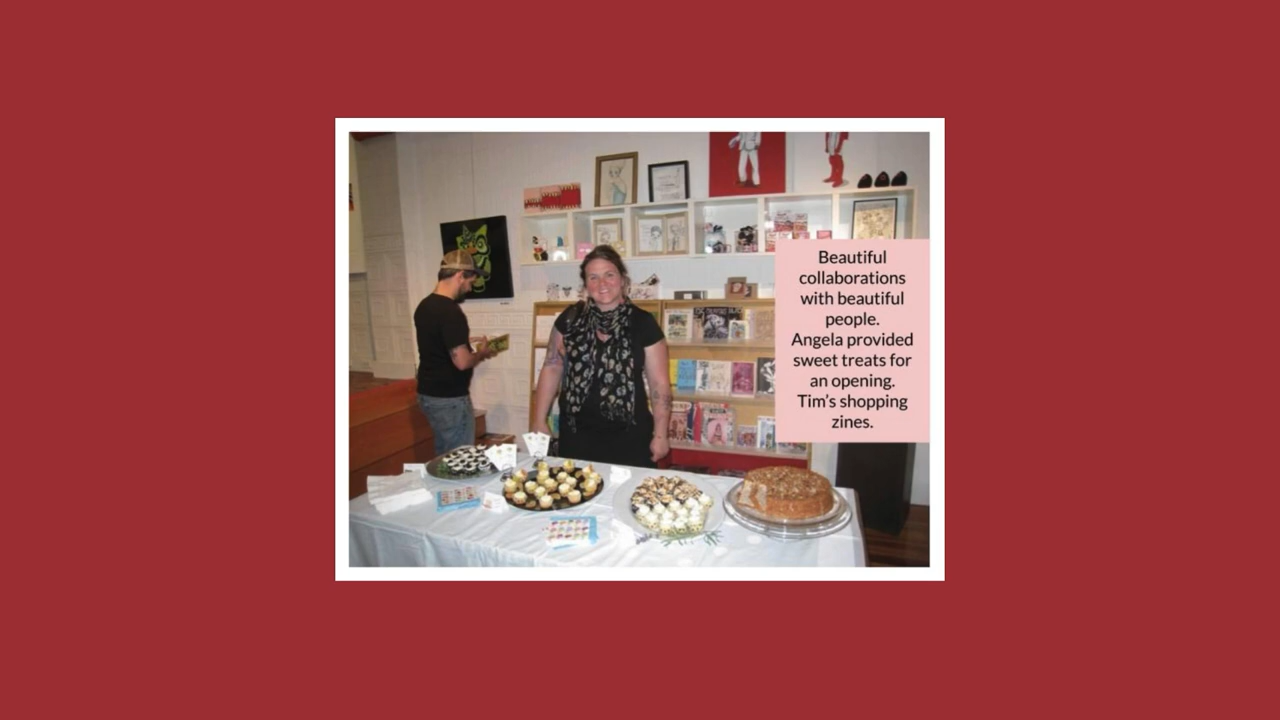 Beautiful
collaborations
with beautiful
people.
Angela provided
sweet treats for
an opening.
Tim's shopping
zines.